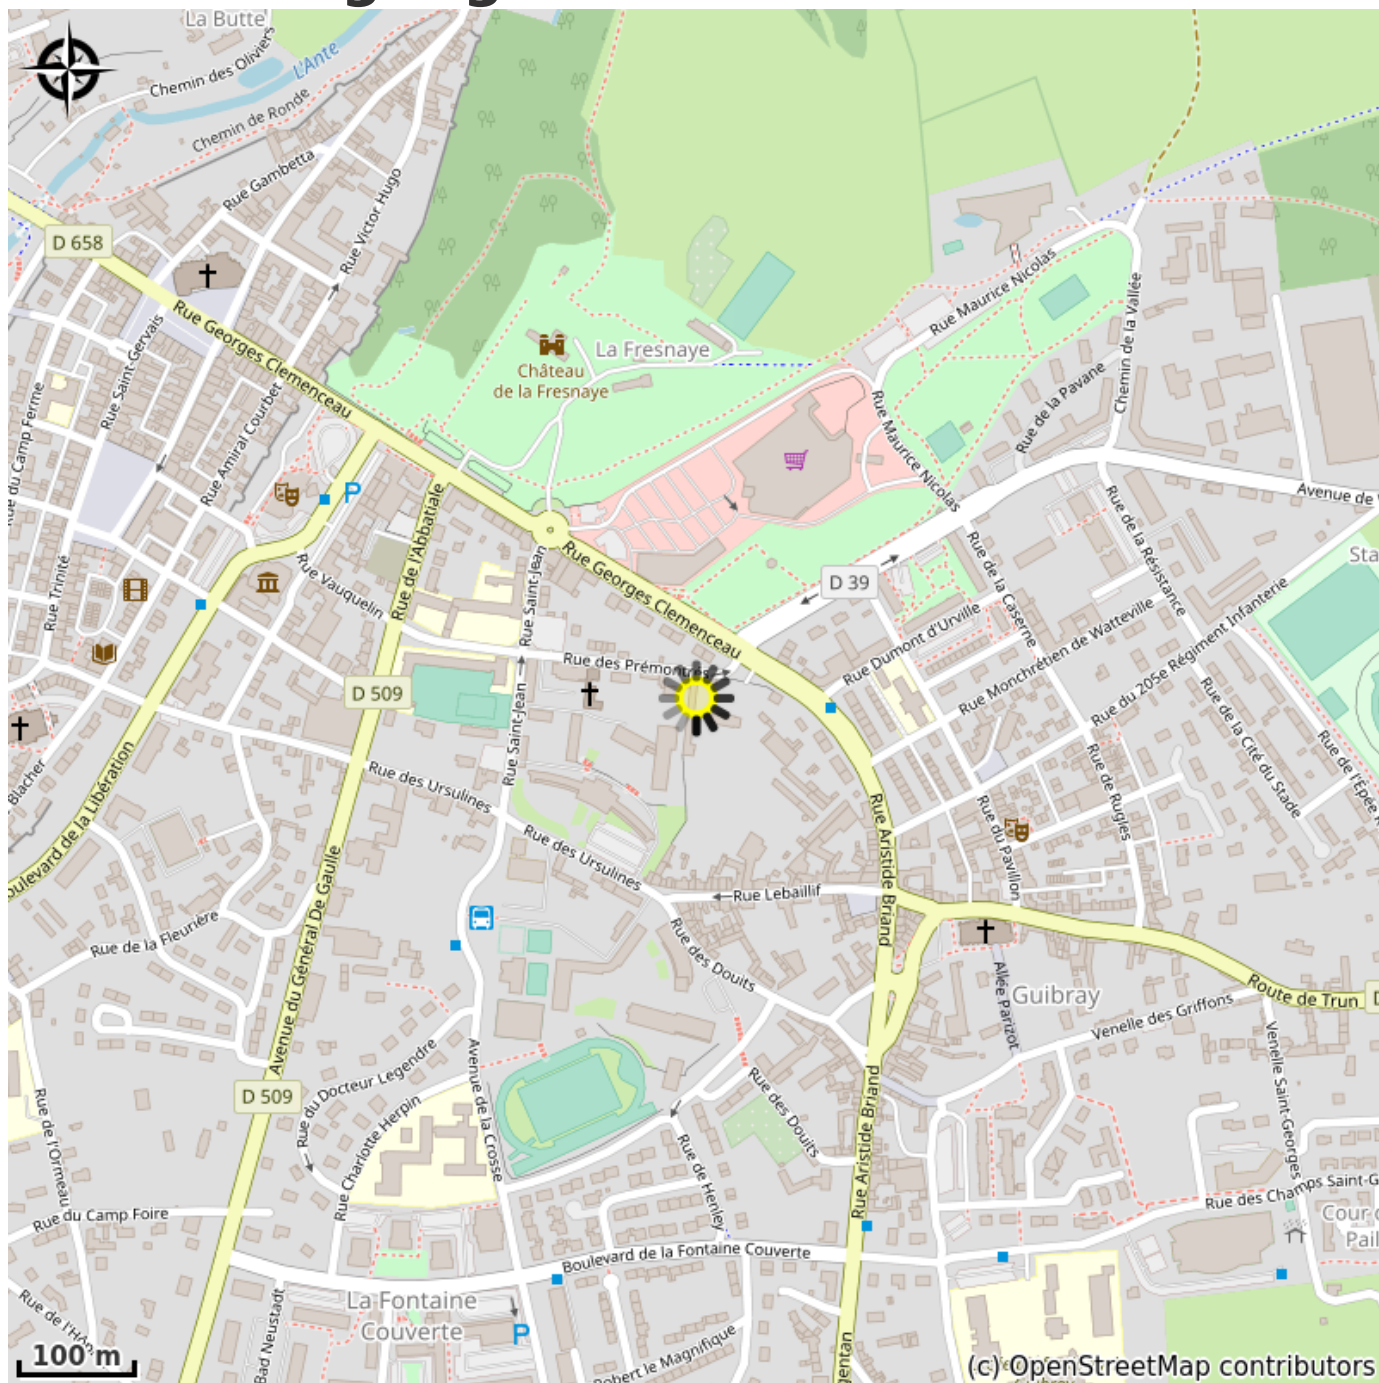 La Butte
L'Ante
Chemin des Oliviers
Chemin de Ronde
Rue Gambetta
Rue Victor Hugo
D 658
Rue Georges Clemenceau
Rue Saint-Gervais
Rue Amiral Courbet
Rue du Camp Ferme
Rue Trinité
Château
de la Fresnaye
La Fresnaye
Rue Maurice Nicolas
Rue Maurice Nicolas
Chemin de la Vallée
Rue de la Pavane
Avenue de
P
Rue de l'Abbatiale
Rue Vauquelin
Rue Saint-Jean
Rue Georges Clemenceau
D 39
Rue de la Caserne
Rue de la Résistance
Sta
Rue Dumont d'Urville
Rue Monchrétien de Watteville
Rue du 205e Régiment Infanterie
Rue des Prémontrés
D 509
Rue Saint-Jean
Rue de la Cité du Stade
Rue de l'Épée
Blacher
Boulevard de la Libération
Rue des Ursulines
Rue des Ursulines
Rue Aristide Briand
Rue du Pavillon
Rue de Rugles
Rue Lebaillif
Rue de la Fleurière
Avenue du Général De Gaulle
Rue des Douits
Allée Parizot
Guibray
Route de Trun
D
Venelle des Griffons
Venelle Saint-Georges
Rue du Docteur Legendre
Avenue de la Crosse
Rue Charlotte Herpin
D 509
Rue de l'Ormeau
Rue des Douits
Rue de Henley
Rue Aristide Briand
Rue du Camp Foire
Rue des Champs Saint-G
Boulevard de la Fontaine Couverte
Cour
Pail
La Fontaine
Couverte
Bad Neustadt
P
Robert le Magnifique
gentan
100 m
(c) OpenStreetMap contributors